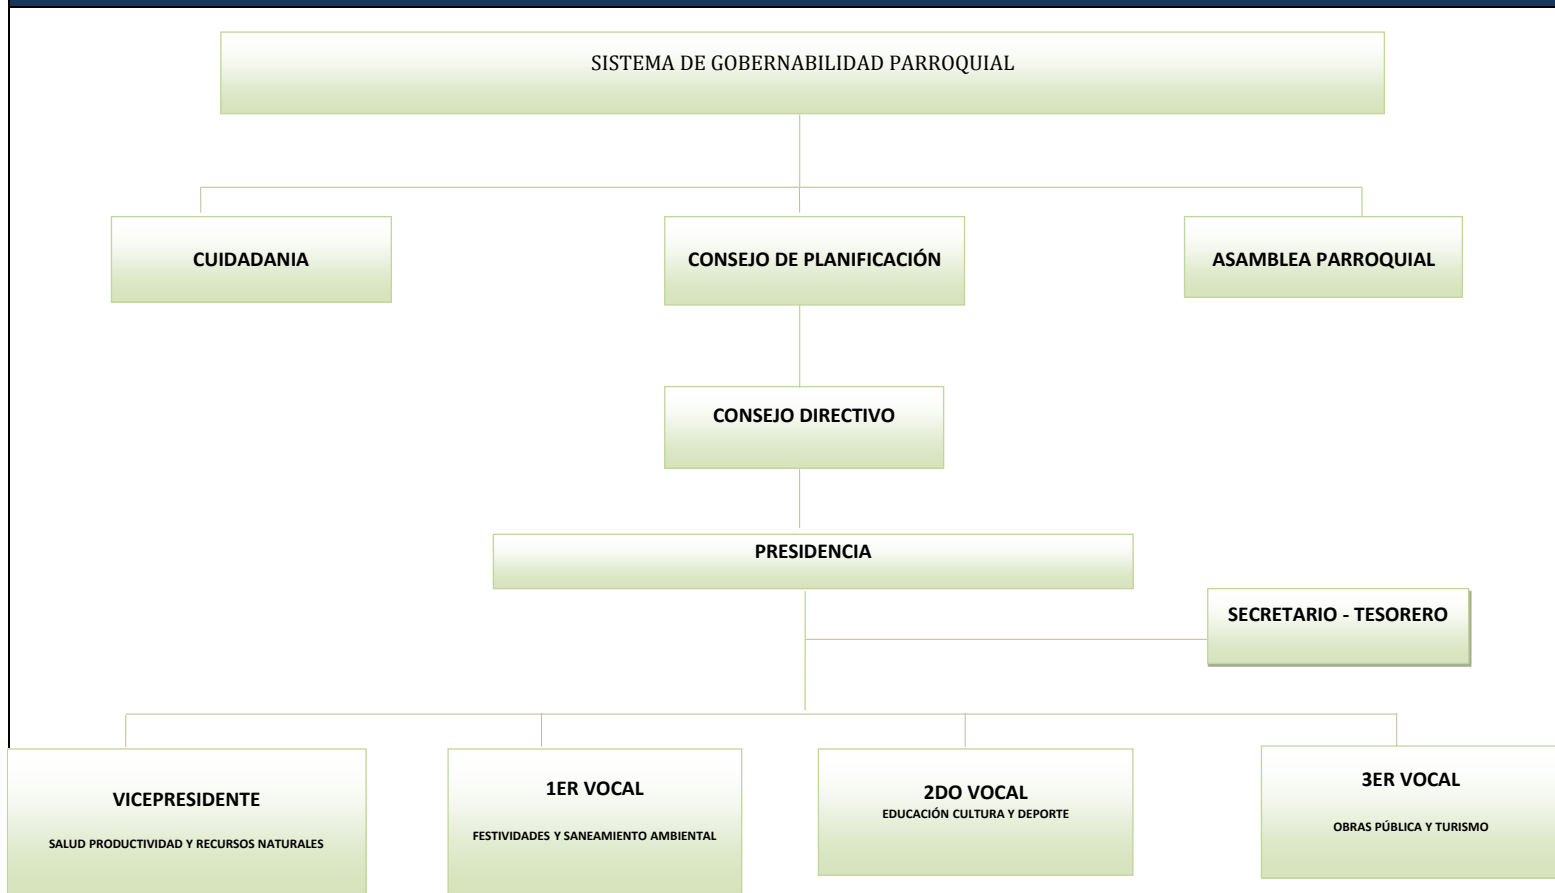 SISTEMA DE GOBERNABILIDAD PARROQUIAL
CUIDADANIA
CONSEJO DE PLANIFICACIÓN
ASAMBLEA PARROQUIAL
CONSEJO DIRECTIVO
PRESIDENCIA
SECRETARIO - TESORERO
VICEPRESIDENTE
SALUD PRODUCTIVIDAD Y RECURSOS NATURALES
1ER VOCAL
FESTIVIDADES Y SANEAMIENTO AMBIENTAL
2DO VOCAL
EDUCACIÓN CULTURA Y DEPORTE
3ER VOCAL
OBRAS PÚBLICA Y TURISMO